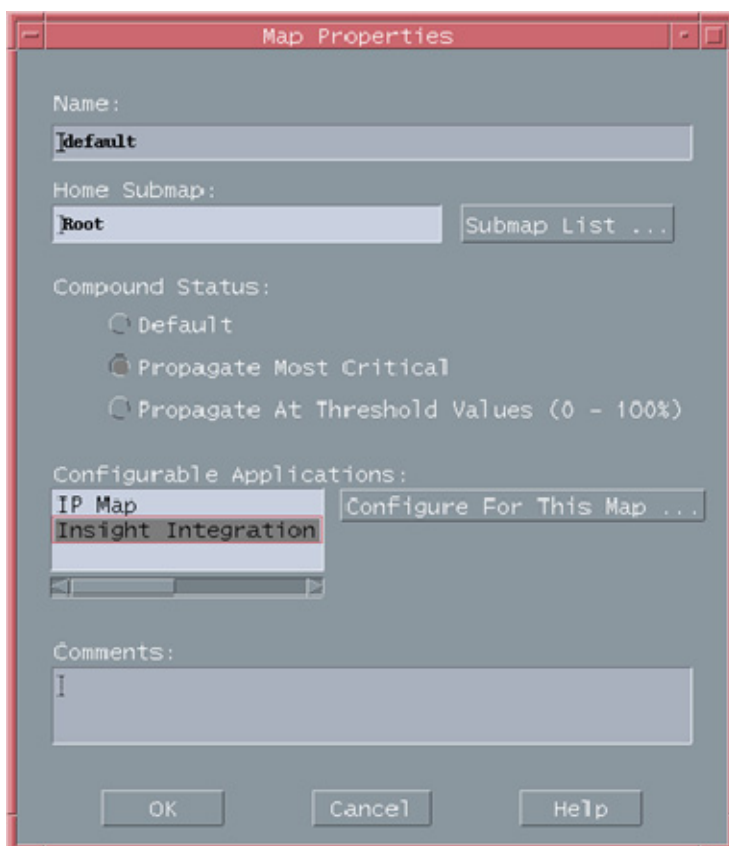 Map Properties
Name:
default
Home Submap:
Root
Submap List ...
Compound Status:
Default
Propagate Most Critical
Propagate At Threshold Values (0 - 100%)
Configurable Applications:
IP Map
Insight Integration
Configure For This Map ...
Comments:
OK
Cancel
Help